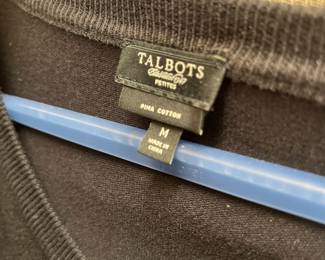 TALBOTS
PETITES
PIMA COTTON
M
MADE IN
CHINA